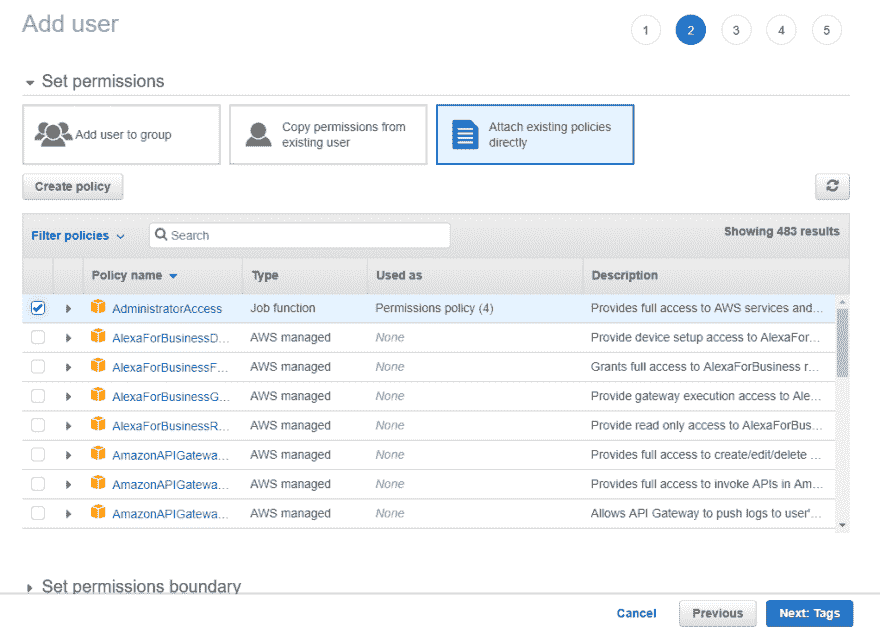 Add user
1 2 3 4 5
Set permissions
Add user to group
Copy permissions from
existing user
Attach existing policies
directly
Create policy
Filter policies
Search
Showing 483 results
Policy name Type Used as Description
AdministratorAccess Job function Permissions policy (4) Provides full access to AWS services and...
AlexaForBusinessD... AWS managed None Provide device setup access to AlexaFor...
AlexaForBusinessF... AWS managed None Grants full access to AlexaForBusiness r...
AlexaForBusinessG... AWS managed None Provide gateway execution access to Ale...
AlexaForBusinessR... AWS managed None Provide read only access to AlexaForBus...
AmazonAPIGatewa... AWS managed None Provides full access to create/edit/delete ...
AmazonAPIGatewa... AWS managed None Provides full access to invoke APIs in Am...
AmazonAPIGatewa... AWS managed None Allows API Gateway to push logs to user'...
Set permissions boundary
Cancel Previous Next: Tags